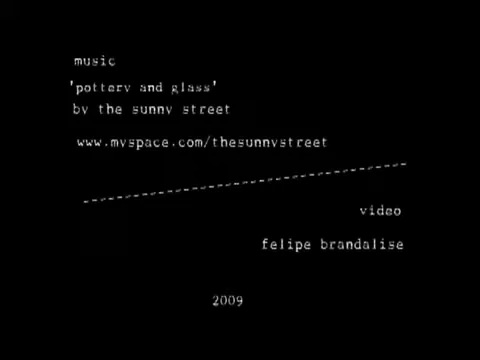 music
'pottery and glass'
by the sunny street
www.myspace.com/thesunnystreet
video
felipe brandalise
2009